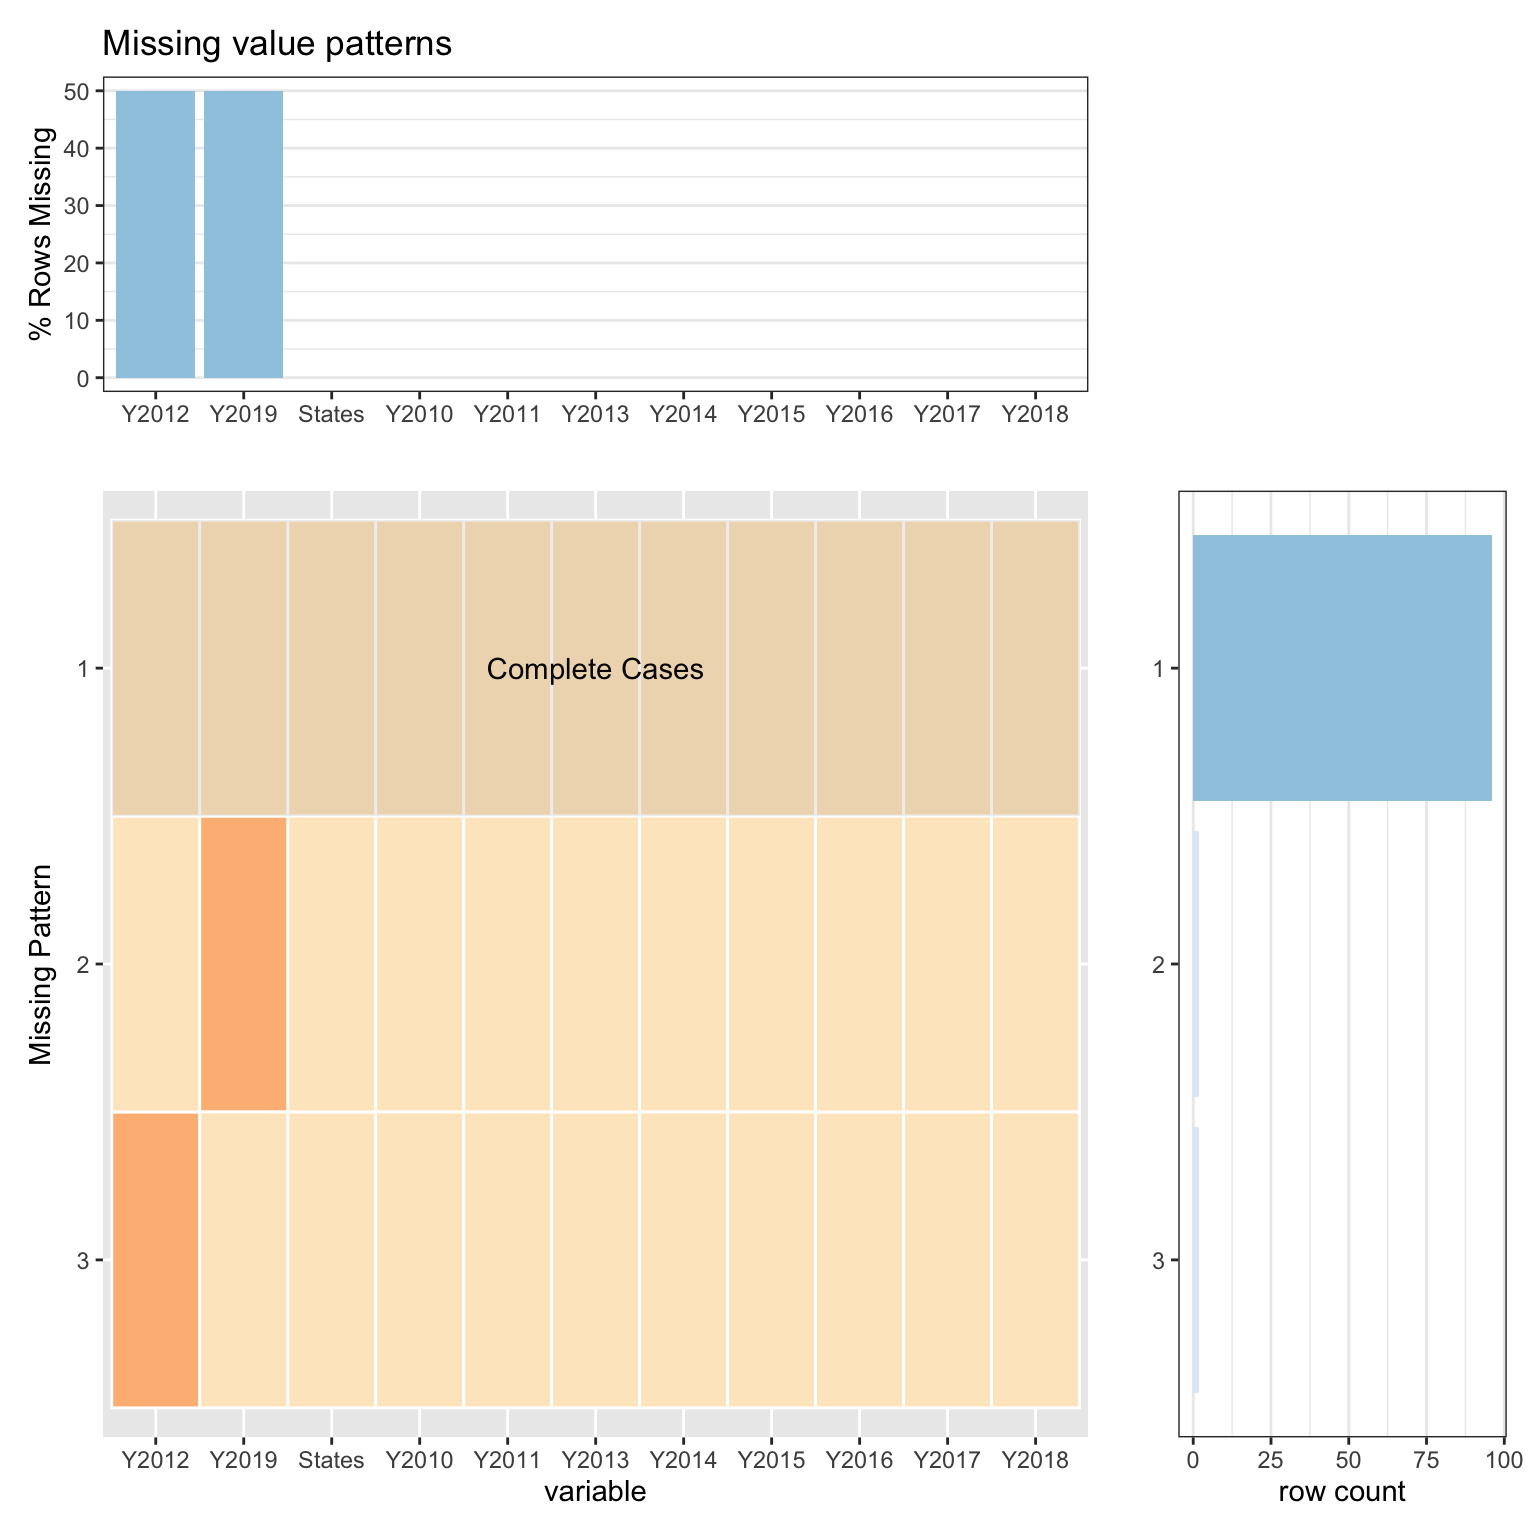 Missing value patterns
% Rows Missing
50
40
30
20
10
0
Y2012 Y2019 States Y2010 Y2011 Y2013 Y2014 Y2015 Y2016 Y2017 Y2018
Missing Pattern
1
2
3
Complete Cases
Y2012 Y2019 States Y2010 Y2011 Y2013 Y2014 Y2015 Y2016 Y2017 Y2018
variable
1
2
3
0 25 50 75 100
row count